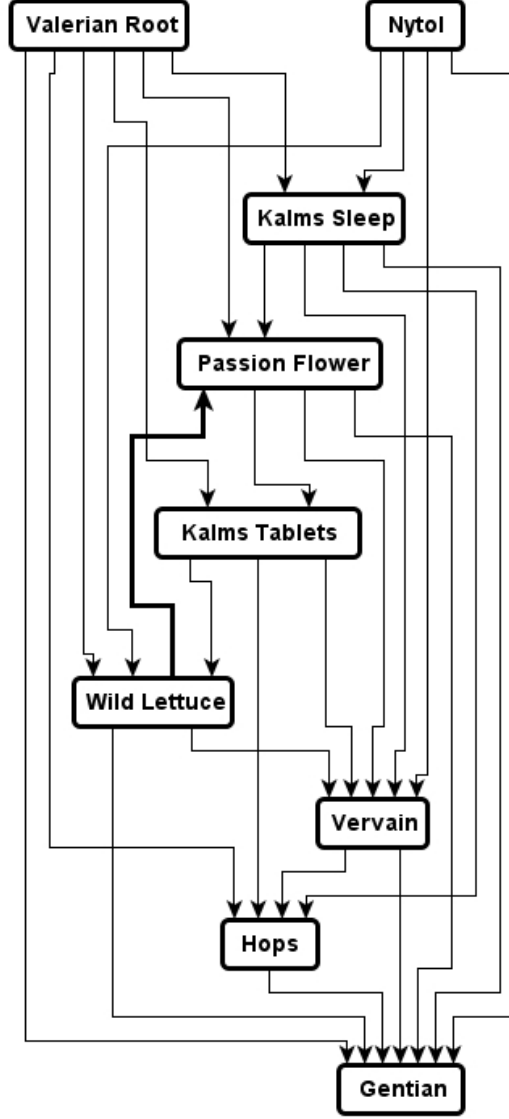 Valerian Root
Nytol
Kalms Sleep
Passion Flower
Kalms Tablets
Wild Lettuce
Vervain
Hops
Gentian